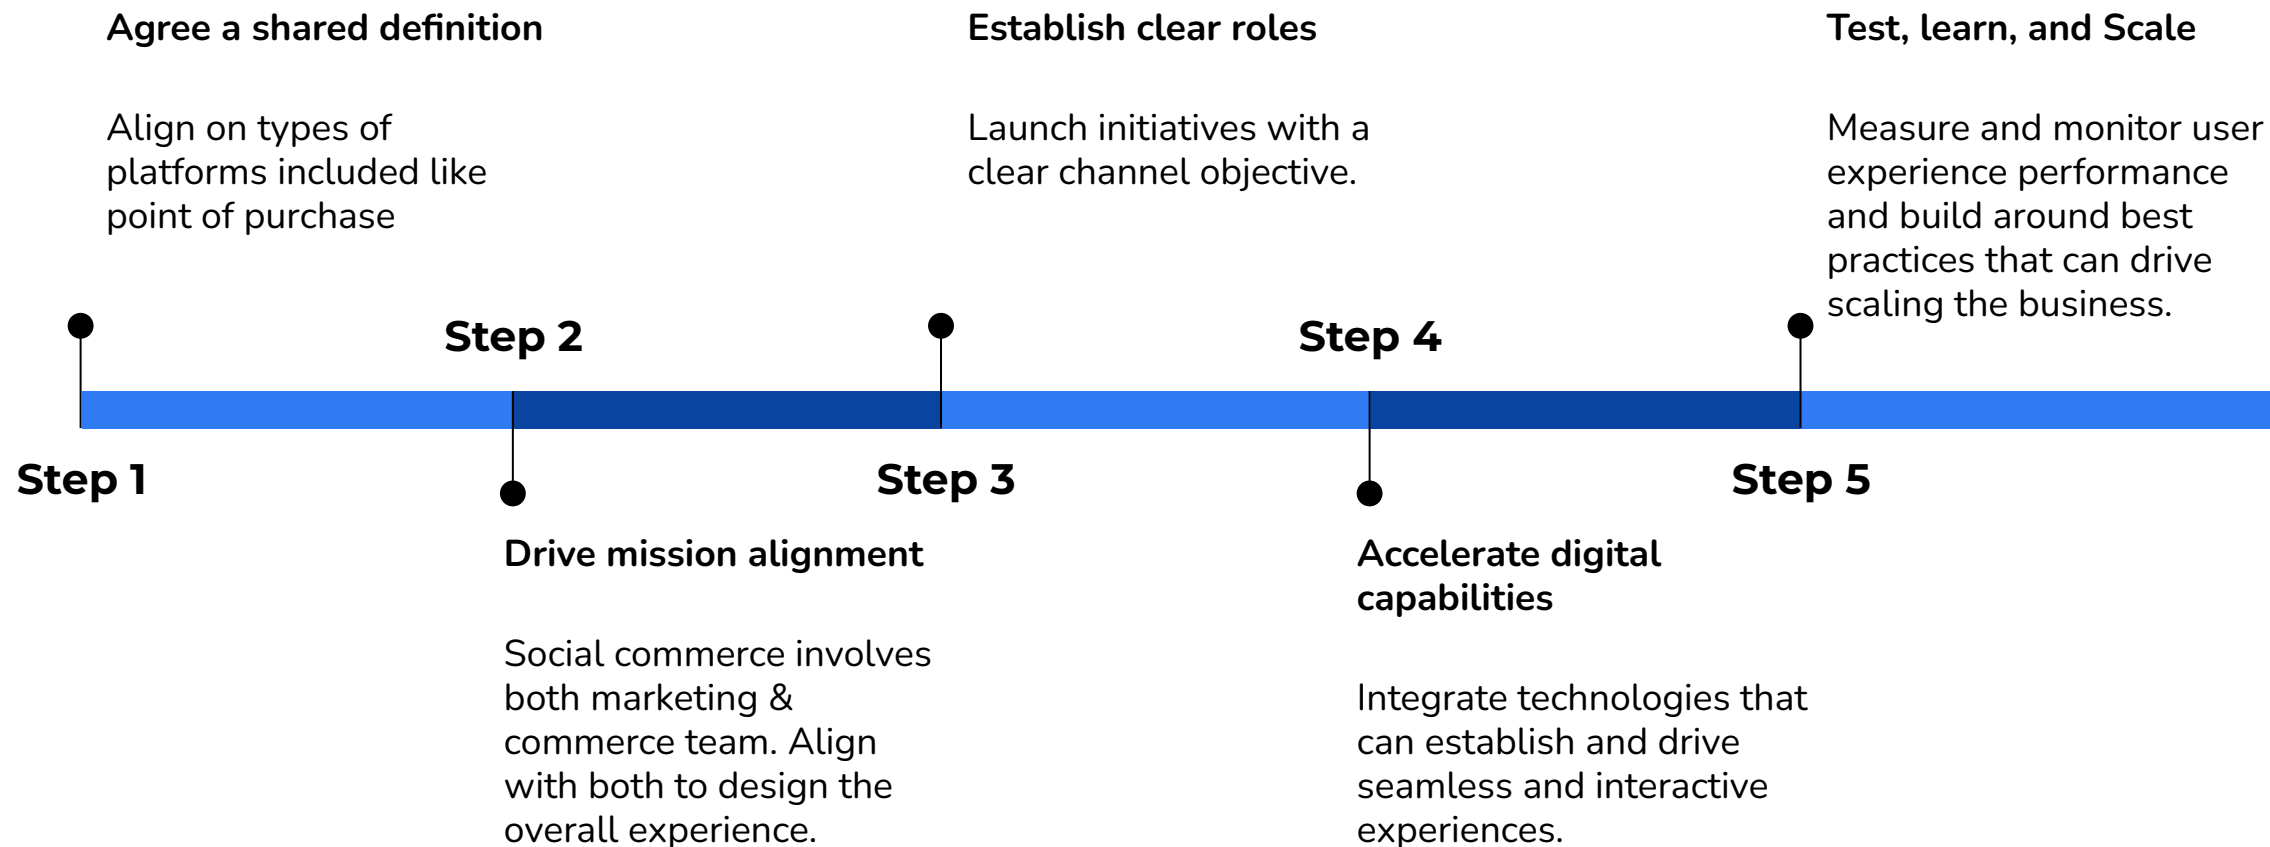 Step 1
Agree a shared definition
Align on types of
platforms included like
point of purchase
Step 2
Drive mission alignment
Social commerce involves
both marketing &
commerce team. Align
with both to design the
overall experience.
Step 3
Establish clear roles
Launch initiatives with a
clear channel objective.
Step 4
Accelerate digital
capabilities
Integrate technologies that
can establish and drive
seamless and interactive
experiences.
Step 5
Test, learn, and Scale
Measure and monitor user
experience performance
and build around best
practices that can drive
scaling the business.